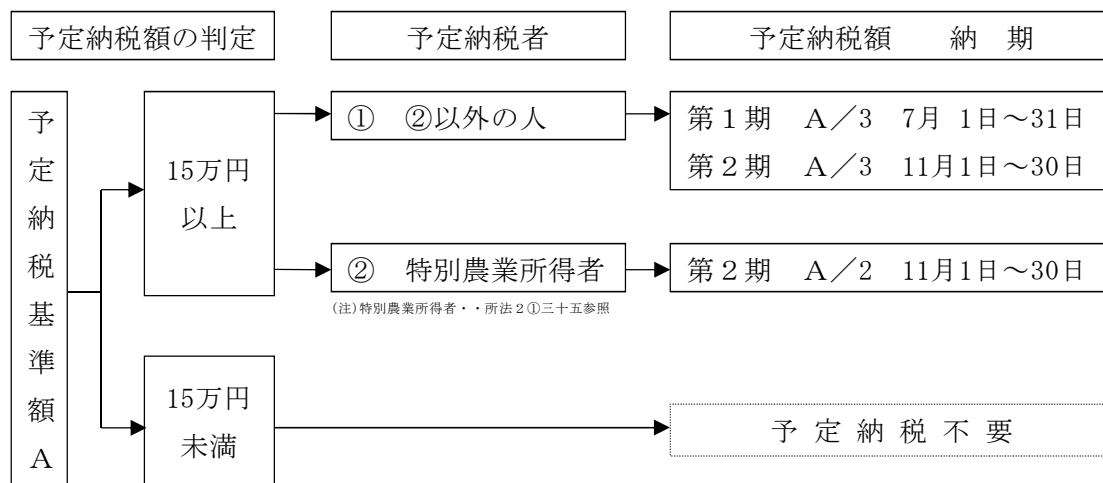 予定納税額の判定
予定納税者
予定納税額　納　期
予定納税基準額A
15万円
以上
①　②以外の人
第1期　A／3　7月 1日～31日
第2期　A／3　11月1日～30日
②　特別農業所得者
(注)特別農業所得者・・所法2①三十五参照
第2期　A／2　11月1日～30日
15万円
未満
予定納税不要